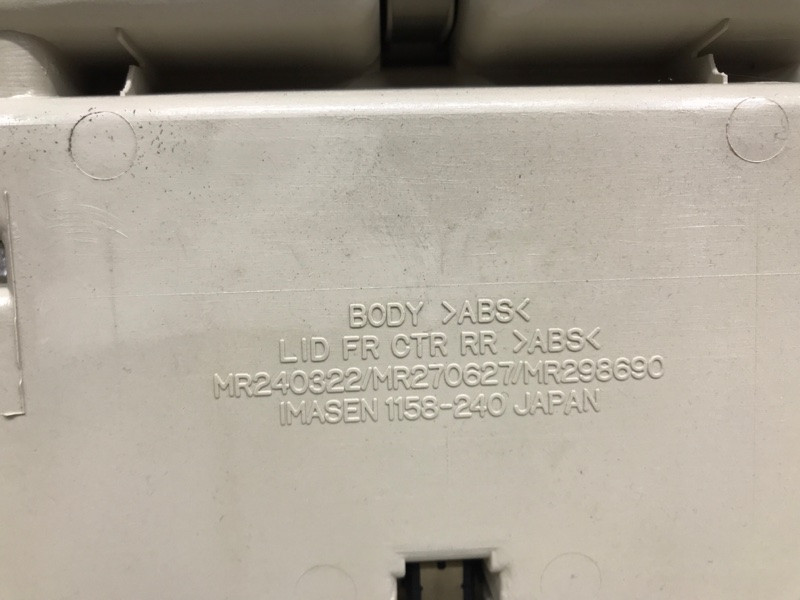 BODY >ABS<
LID FR CTR RR >ABS<
MR240322/MR270627/MR298690
IMASEN 1158-240 JAPAN